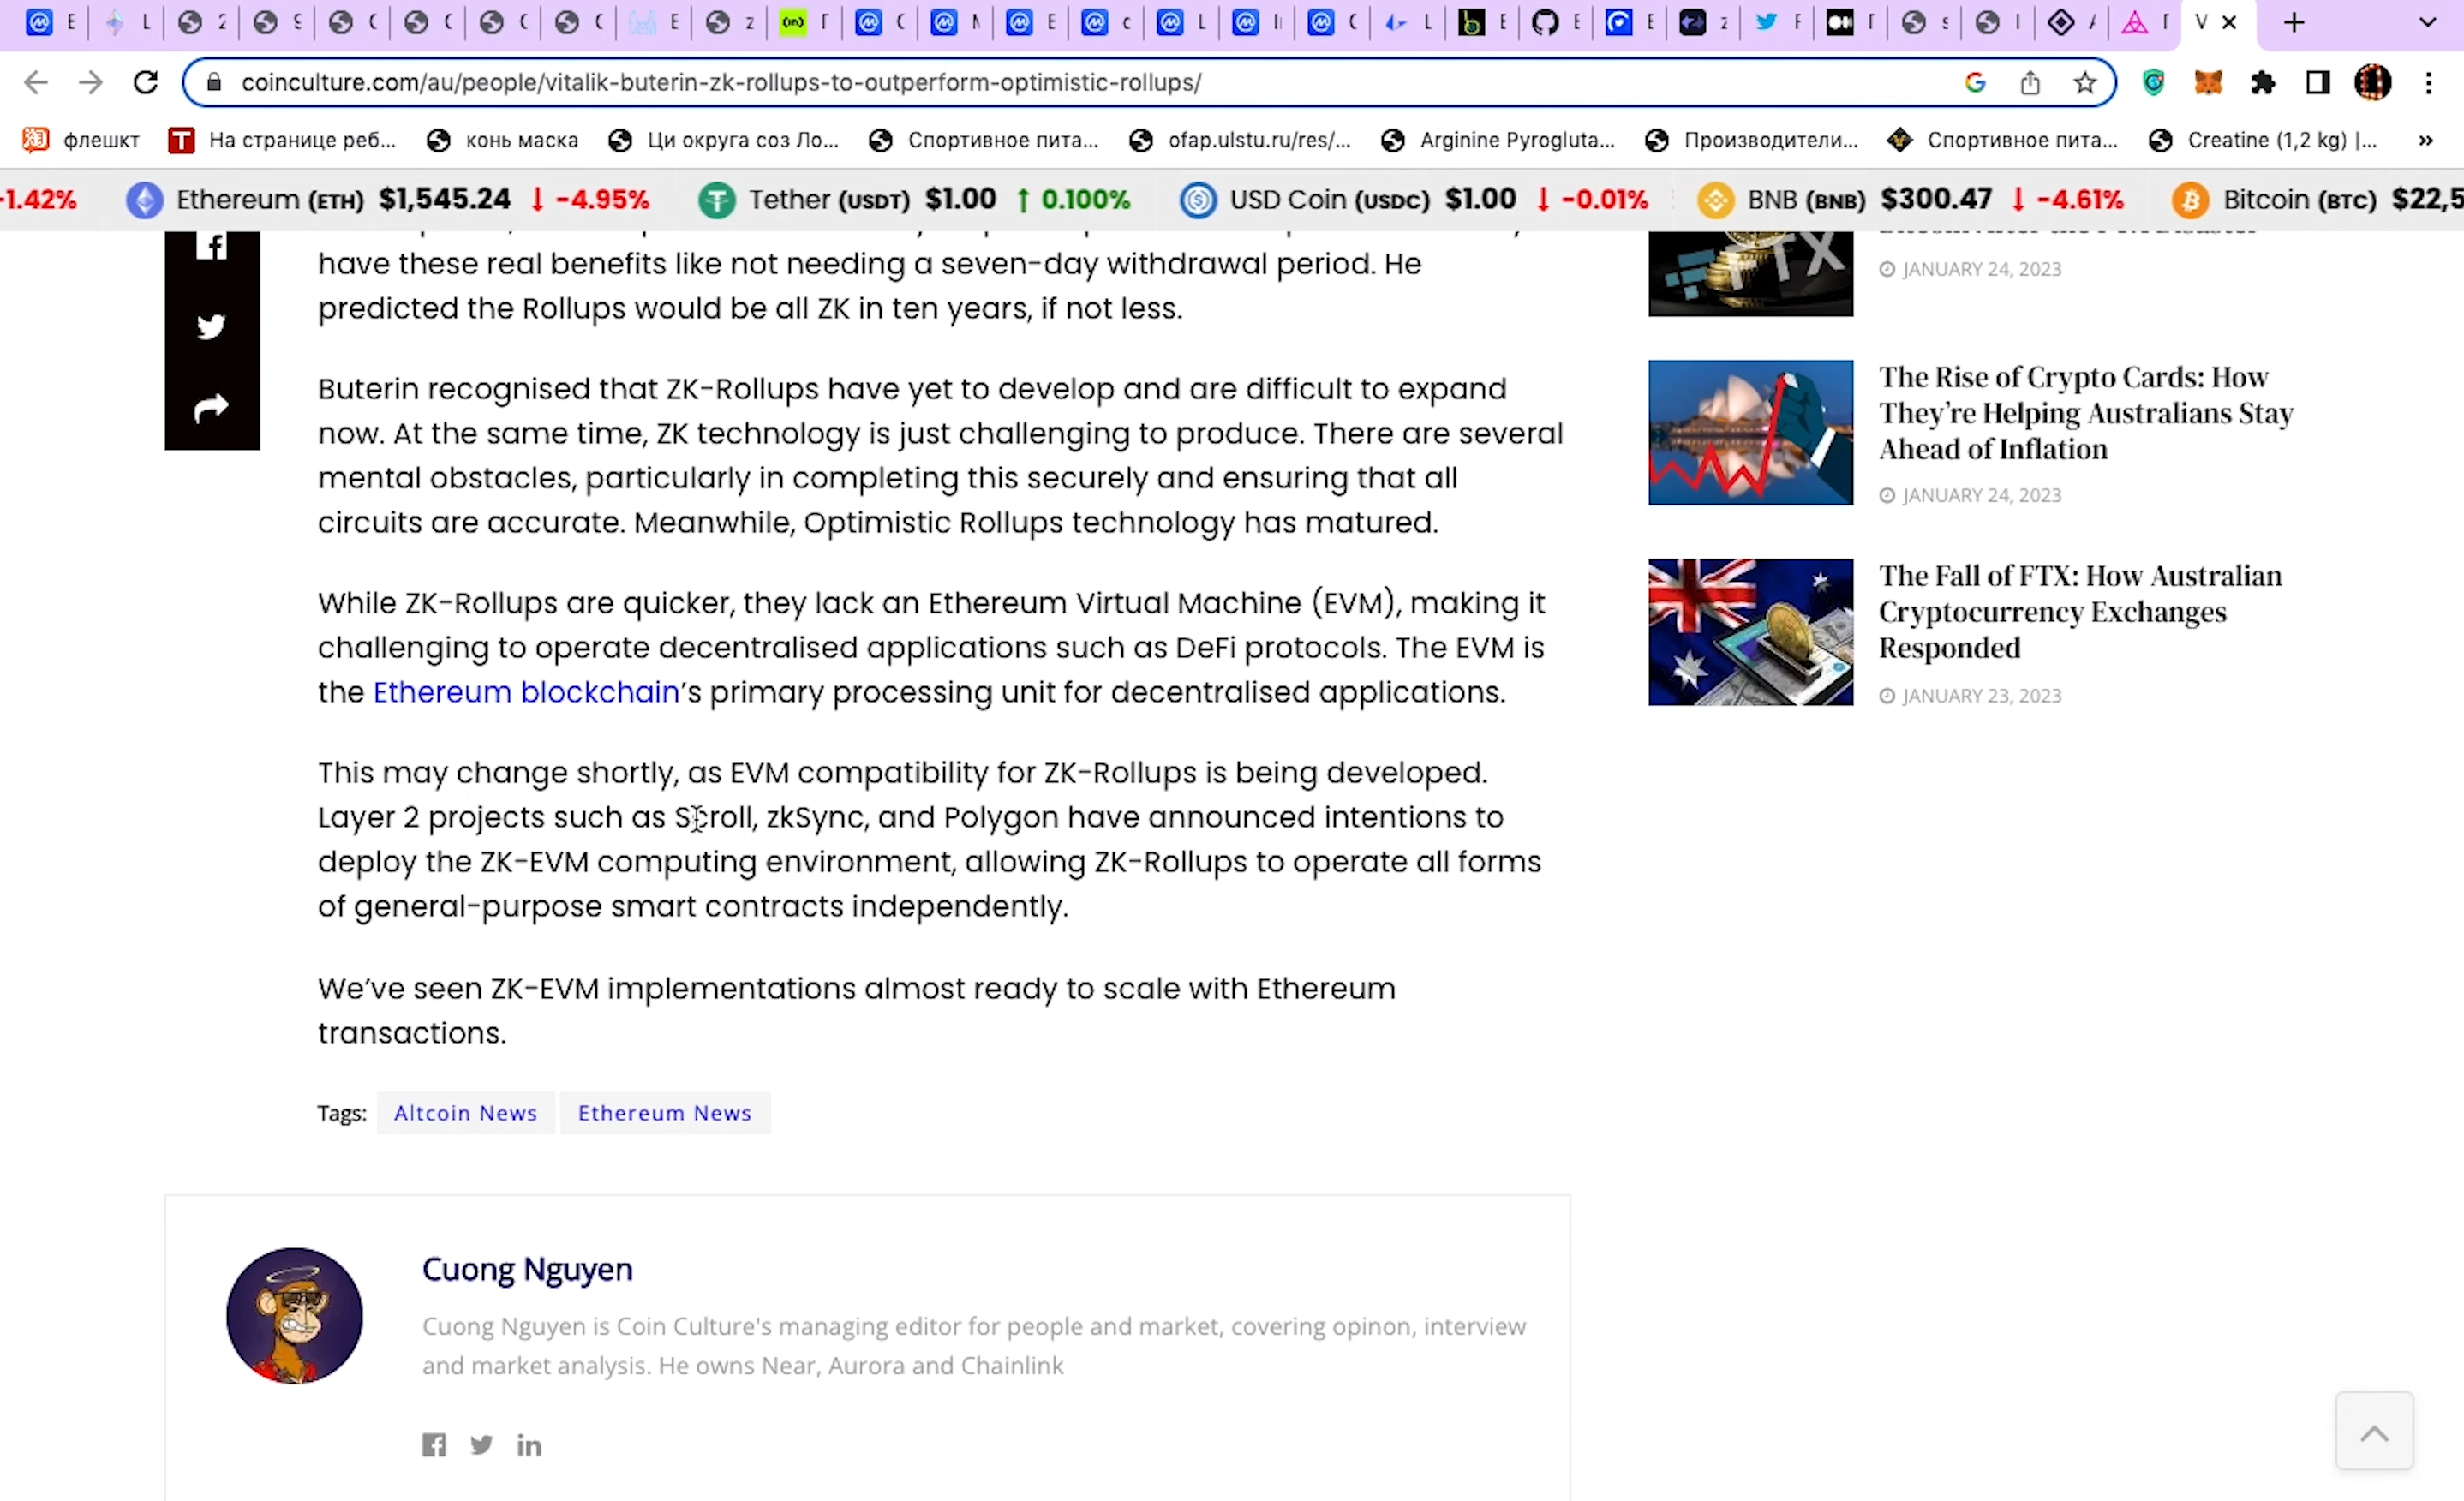 E L 2 S C C C C E z Г C M E c L I C L E E E z F Г s I A Г V
coinculture.com/au/people/vitalik-buterin-zk-rollups-to-outperform-optimistic-rollups/
флешкт На странице реб... конь маска Ци округа соз Ло... Спортивное пита... ofap.ulstu.ru/res/... Arginine Pyrogluta... Производители... Спортивное пита... Creatine (1,2 kg) |... »
-1.42% Ethereum (ETH) $1,545.24 ↓ -4.95% Tether (USDT) $1.00 ↑ 0.100% USD Coin (USDC) $1.00 ↓ -0.01% BNB (BNB) $300.47 ↓ -4.61% Bitcoin (BTC) $22,5
have these real benefits like not needing a seven-day withdrawal period. He
predicted the Rollups would be all ZK in ten years, if not less.
Buterin recognised that ZK-Rollups have yet to develop and are difficult to expand
now. At the same time, ZK technology is just challenging to produce. There are several
mental obstacles, particularly in completing this securely and ensuring that all
circuits are accurate. Meanwhile, Optimistic Rollups technology has matured.
While ZK-Rollups are quicker, they lack an Ethereum Virtual Machine (EVM), making it
challenging to operate decentralised applications such as DeFi protocols. The EVM is
the Ethereum blockchain’s primary processing unit for decentralised applications.
This may change shortly, as EVM compatibility for ZK-Rollups is being developed.
Layer 2 projects such as Scroll, zkSync, and Polygon have announced intentions to
deploy the ZK-EVM computing environment, allowing ZK-Rollups to operate all forms
of general-purpose smart contracts independently.
We’ve seen ZK-EVM implementations almost ready to scale with Ethereum
transactions.
Tags: Altcoin News Ethereum News
Cuong Nguyen
Cuong Nguyen is Coin Culture's managing editor for people and market, covering opinon, interview
and market analysis. He owns Near, Aurora and Chainlink
FTX
JANUARY 24, 2023
The Rise of Crypto Cards: How
They’re Helping Australians Stay
Ahead of Inflation
JANUARY 24, 2023
The Fall of FTX: How Australian
Cryptocurrency Exchanges
Responded
JANUARY 23, 2023